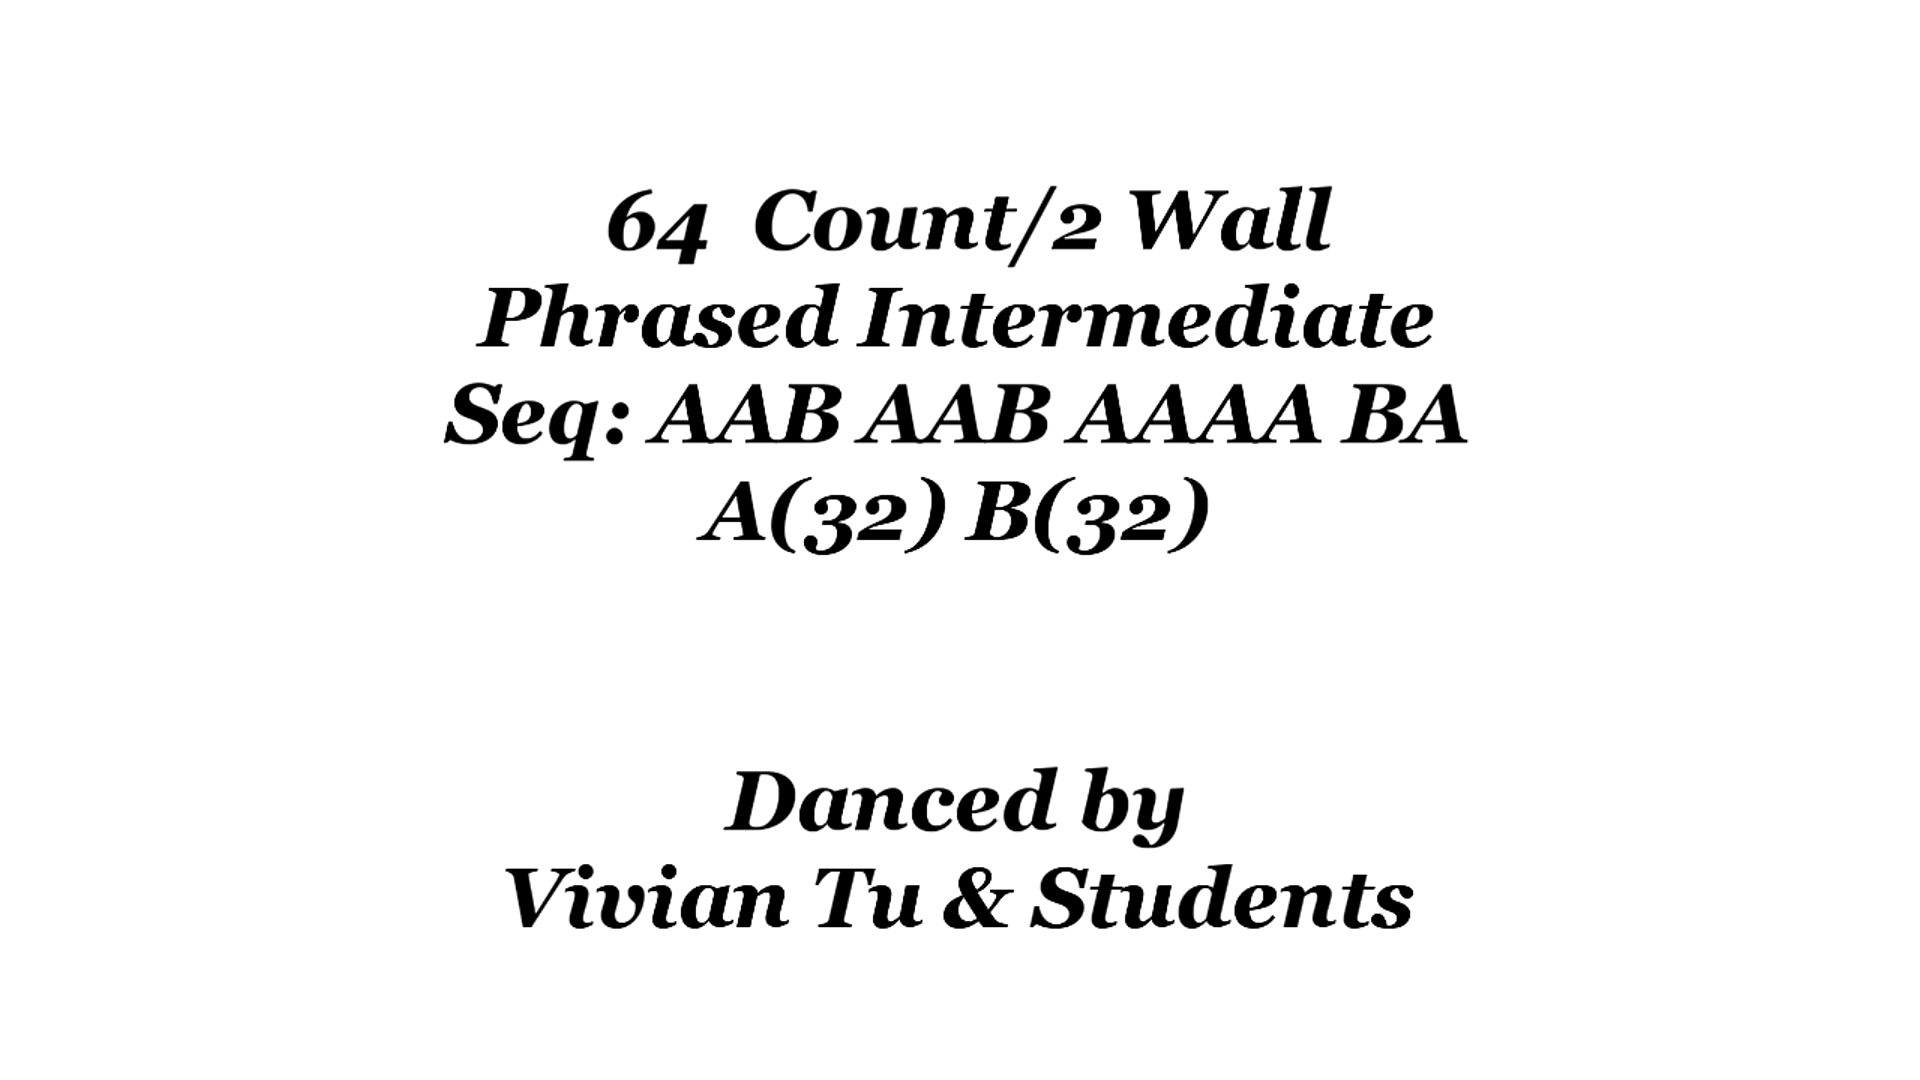 64 Count/2 Wall
Phrased Intermediate
Seq: AAB AAB AAAA BA
A(32) B(32)
Danced by
Vivian Tu & Students